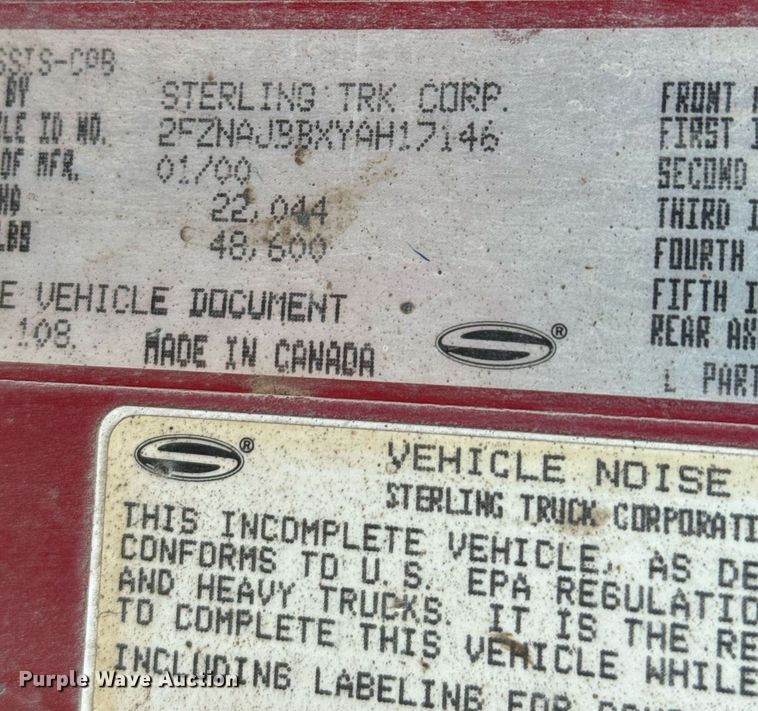 SSIS-CAB
BY STERLING TRK CORP.
LE ID NO. 2FZNAJBBXYAH17146
OF MFR. 01/00
NG 22,044
LBS 48,600
E VEHICLE DOCUMENT
108. MADE IN CANADA
FRONT
FIRST I
SECOND
THIRD I
FOURTH
FIFTH I
REAR AX
L PART
S ®
S ®
VEHICLE NOISE
STERLING TRUCK CORPORATI
THIS INCOMPLETE VEHICLE, AS DE
CONFORMS TO U.S. EPA REGULATIO
AND HEAVY TRUCKS. IT IS THE RE
TO COMPLETE THIS VEHICLE WHILE
INCLUDING LABELING FOR
Purple Wave Auction